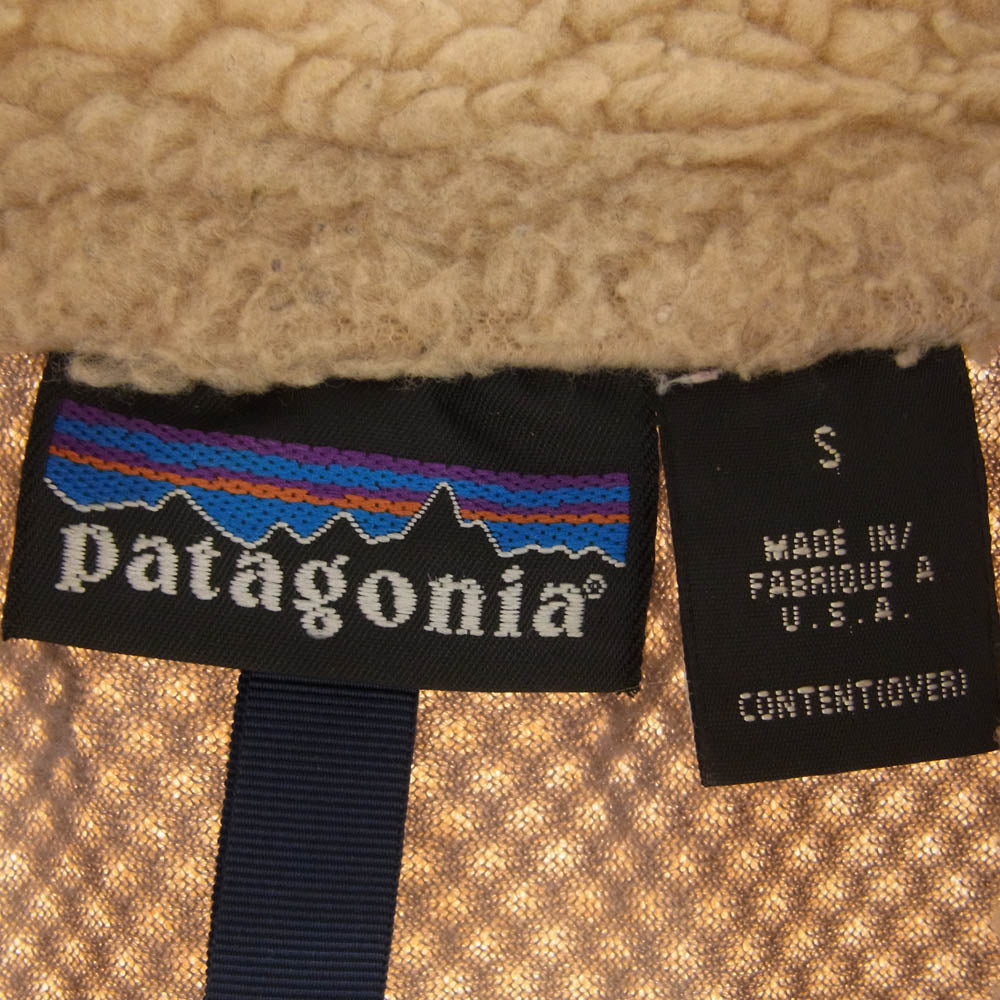 patagonia®
S
MADE IN/
FABRIQUE A
U.S.A.
CONTENT(OVER)